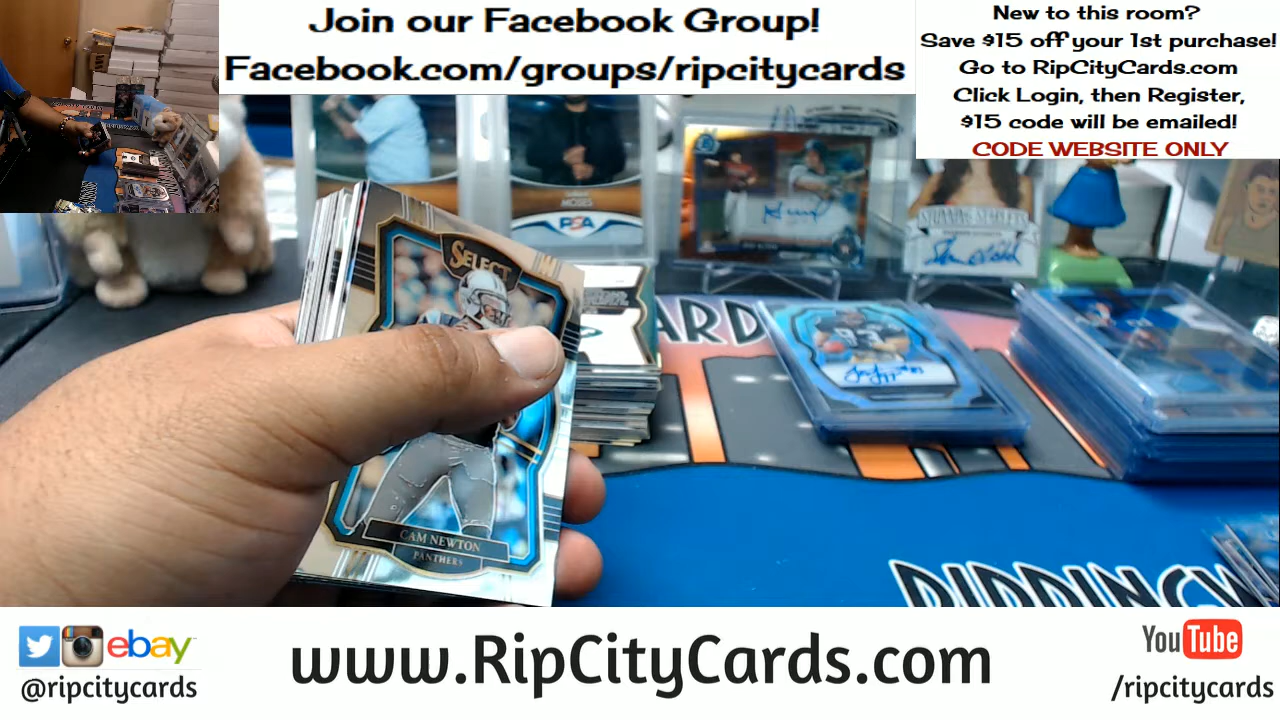 Join our Facebook Group!
Facebook.com/groups/ripcitycards
New to this room?
Save $15 off your 1st purchase!
Go to RipCityCards.com
Click Login, then Register,
$15 code will be emailed!
CODE WEBSITE ONLY
MOSES
PSA
SELECT
CAM NEWTON
PANTHERS
ARD
www.RipCityCards.com
ebay
@ripcitycards
YouTube
/ripcitycards